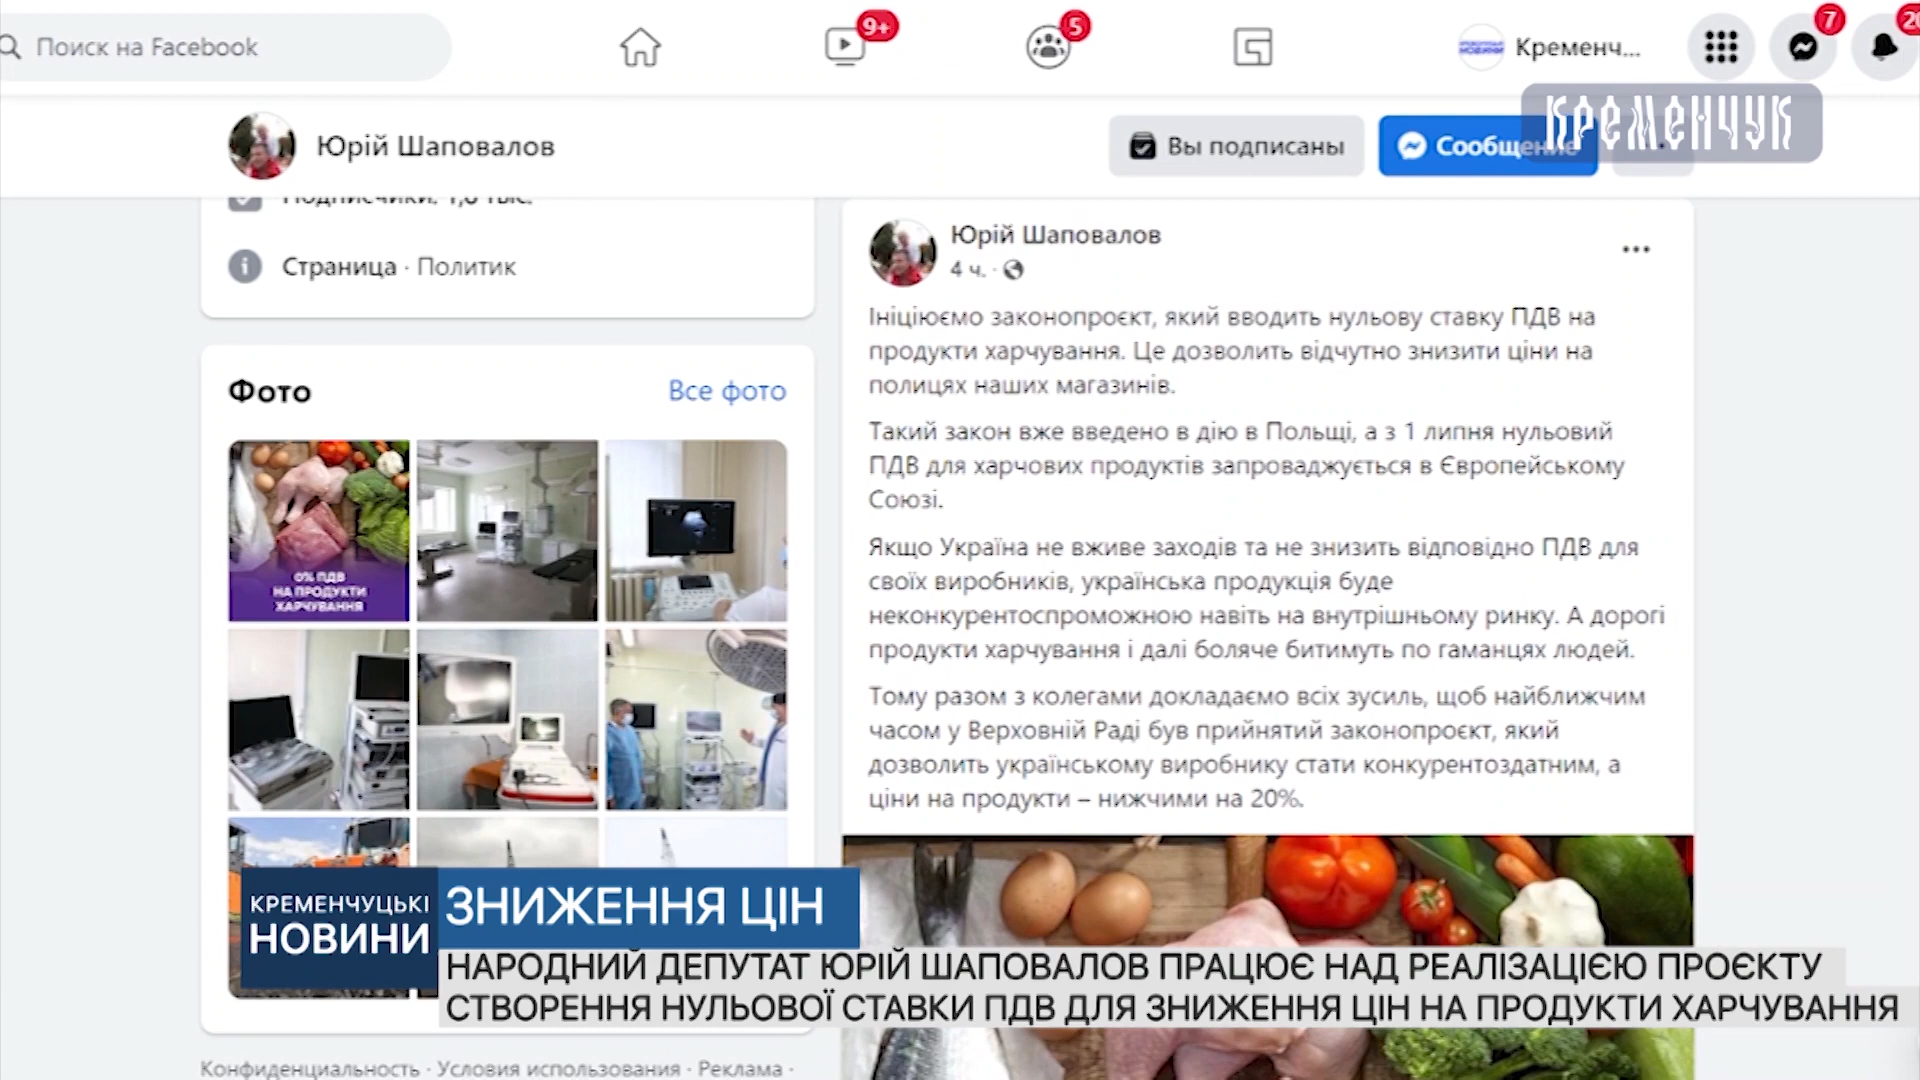 Поиск на Facebook
9+
5
Кременч...
7
20
КРЕМЕНЧУК
Юрій Шаповалов
Вы подписаны
Сообщение
Подписчики: 1,6 тыс.
Страница · Политик
Фото
Все фото
0% ПДВ
НА ПРОДУКТИ
ХАРЧУВАННЯ
Юрій Шаповалов
4 ч. ·
Ініціюємо законопроєкт, який вводить нульову ставку ПДВ на
продукти харчування. Це дозволить відчутно знизити ціни на
полицях наших магазинів.
Такий закон вже введено в дію в Польщі, а з 1 липня нульовий
ПДВ для харчових продуктів запроваджується в Європейському
Союзі.
Якщо Україна не вживе заходів та не знизить відповідно ПДВ для
своїх виробників, українська продукція буде
неконкурентоспроможною навіть на внутрішньому ринку. А дорогі
продукти харчування і далі боляче битимуть по гаманцях людей.
Тому разом з колегами докладаємо всіх зусиль, щоб найближчим
часом у Верховній Раді був прийнятий законопроєкт, який
дозволить українському виробнику стати конкурентоздатним, а
ціни на продукти – нижчими на 20%.
КРЕМЕНЧУЦЬКІ
НОВИНИ
ЗНИЖЕННЯ ЦІН
НАРОДНИЙ ДЕПУТАТ ЮРІЙ ШАПОВАЛОВ ПРАЦЮЄ НАД РЕАЛІЗАЦІЄЮ ПРОЄКТУ
СТВОРЕННЯ НУЛЬОВОЇ СТАВКИ ПДВ ДЛЯ ЗНИЖЕННЯ ЦІН НА ПРОДУКТИ ХАРЧУВАННЯ
Конфиденциальность · Условия использования · Реклама ·